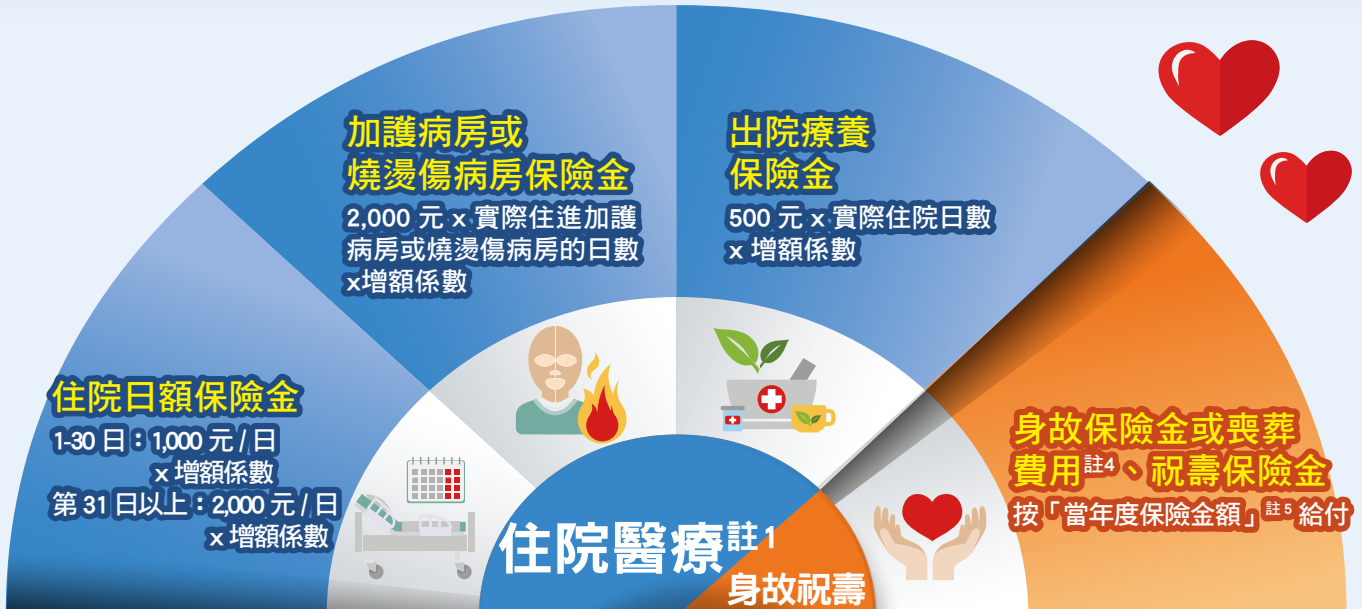 加護病房或
燒燙傷病房保險金
2,000 元 x 實際住進加護
病房或燒燙傷病房的日數
x增額係數
出院療養
保險金
500 元 x 實際住院日數
x 增額係數
住院日額保險金
1-30 日：1,000 元 / 日
x 增額係數
第 31 日以上：2,000 元 / 日
x 增額係數
身故保險金或喪葬
費用註4、祝壽保險金
按「當年度保險金額」註5 給付
住院醫療註1
身故祝壽